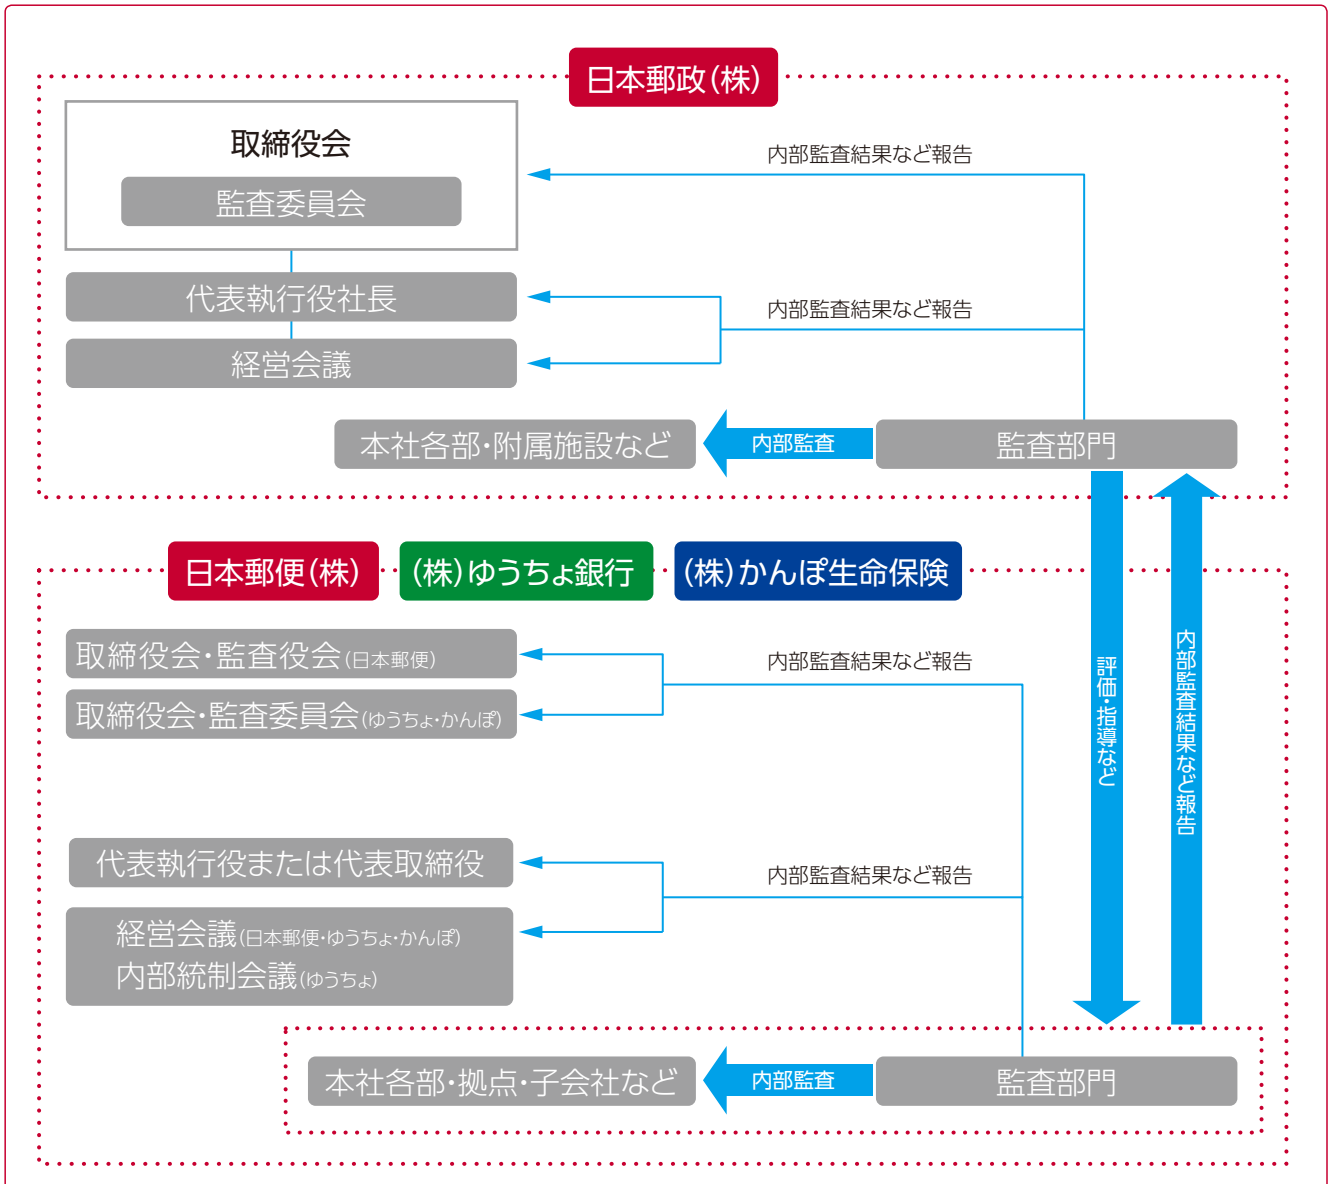 日本郵政(株)
取締役会
監査委員会
内部監査結果など報告
代表執行役社長
内部監査結果など報告
経営会議
本社各部・附属施設など
内部監査
監査部門
日本郵便(株)
(株)ゆうちょ銀行
(株)かんぽ生命保険
取締役会・監査役会(日本郵便)
内部監査結果など報告
取締役会・監査委員会(ゆうちょ・かんぽ)
評価・指導など
内部監査結果など報告
代表執行役または代表取締役
内部監査結果など報告
経営会議(日本郵便・ゆうちょ・かんぽ)
内部統制会議(ゆうちょ)
本社各部・拠点・子会社など
内部監査
監査部門